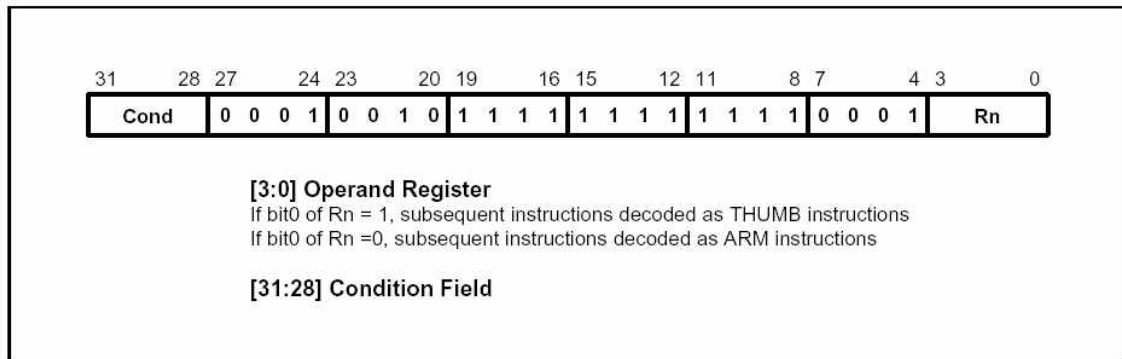 31 28 27 24 23 20 19 16 15 12 11 8 7 4 3 0
Cond 0 0 0 1 0 0 1 0 1 1 1 1 1 1 1 1 1 1 1 1 0 0 0 1 Rn
[3:0] Operand Register
If bit0 of Rn = 1, subsequent instructions decoded as THUMB instructions
If bit0 of Rn =0, subsequent instructions decoded as ARM instructions
[31:28] Condition Field